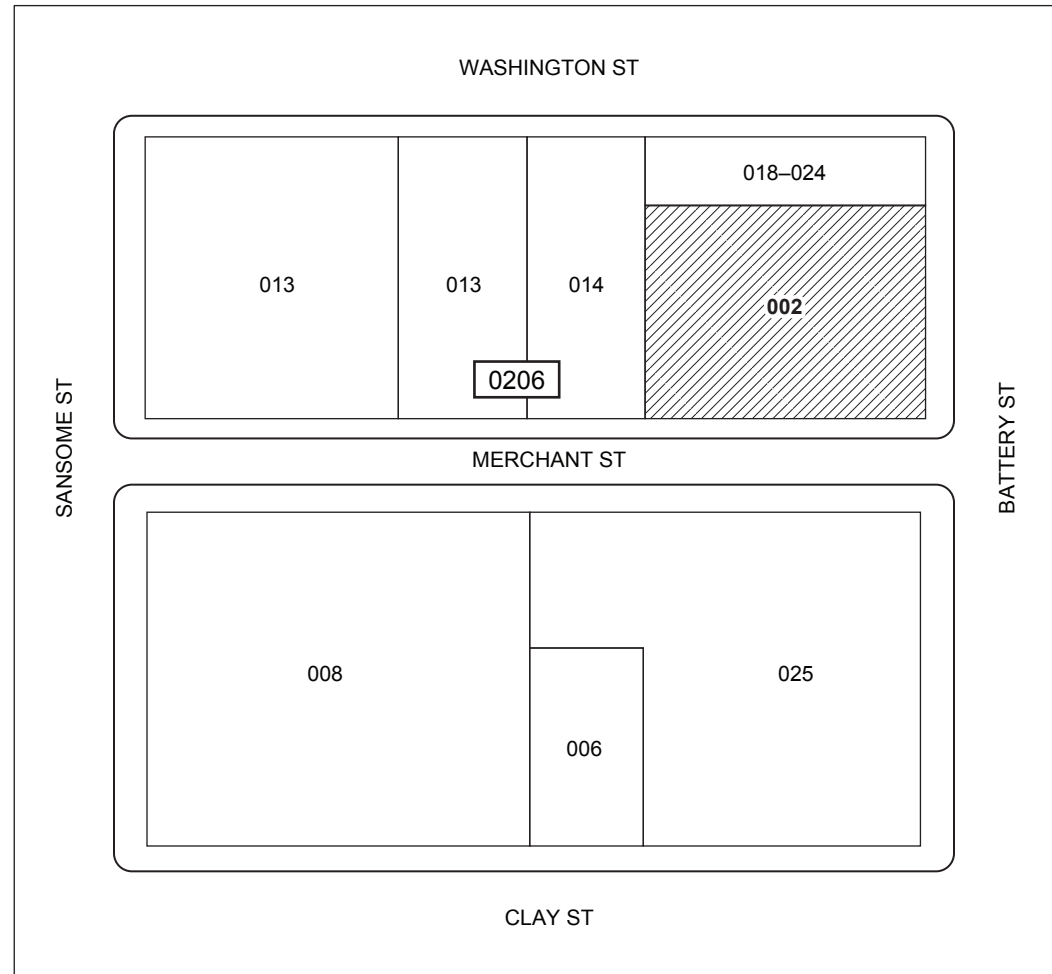 WASHINGTON ST
018–024
013
013
014
002
0206
SANSOME ST
BATTERY ST
MERCHANT ST
008
025
006
CLAY ST